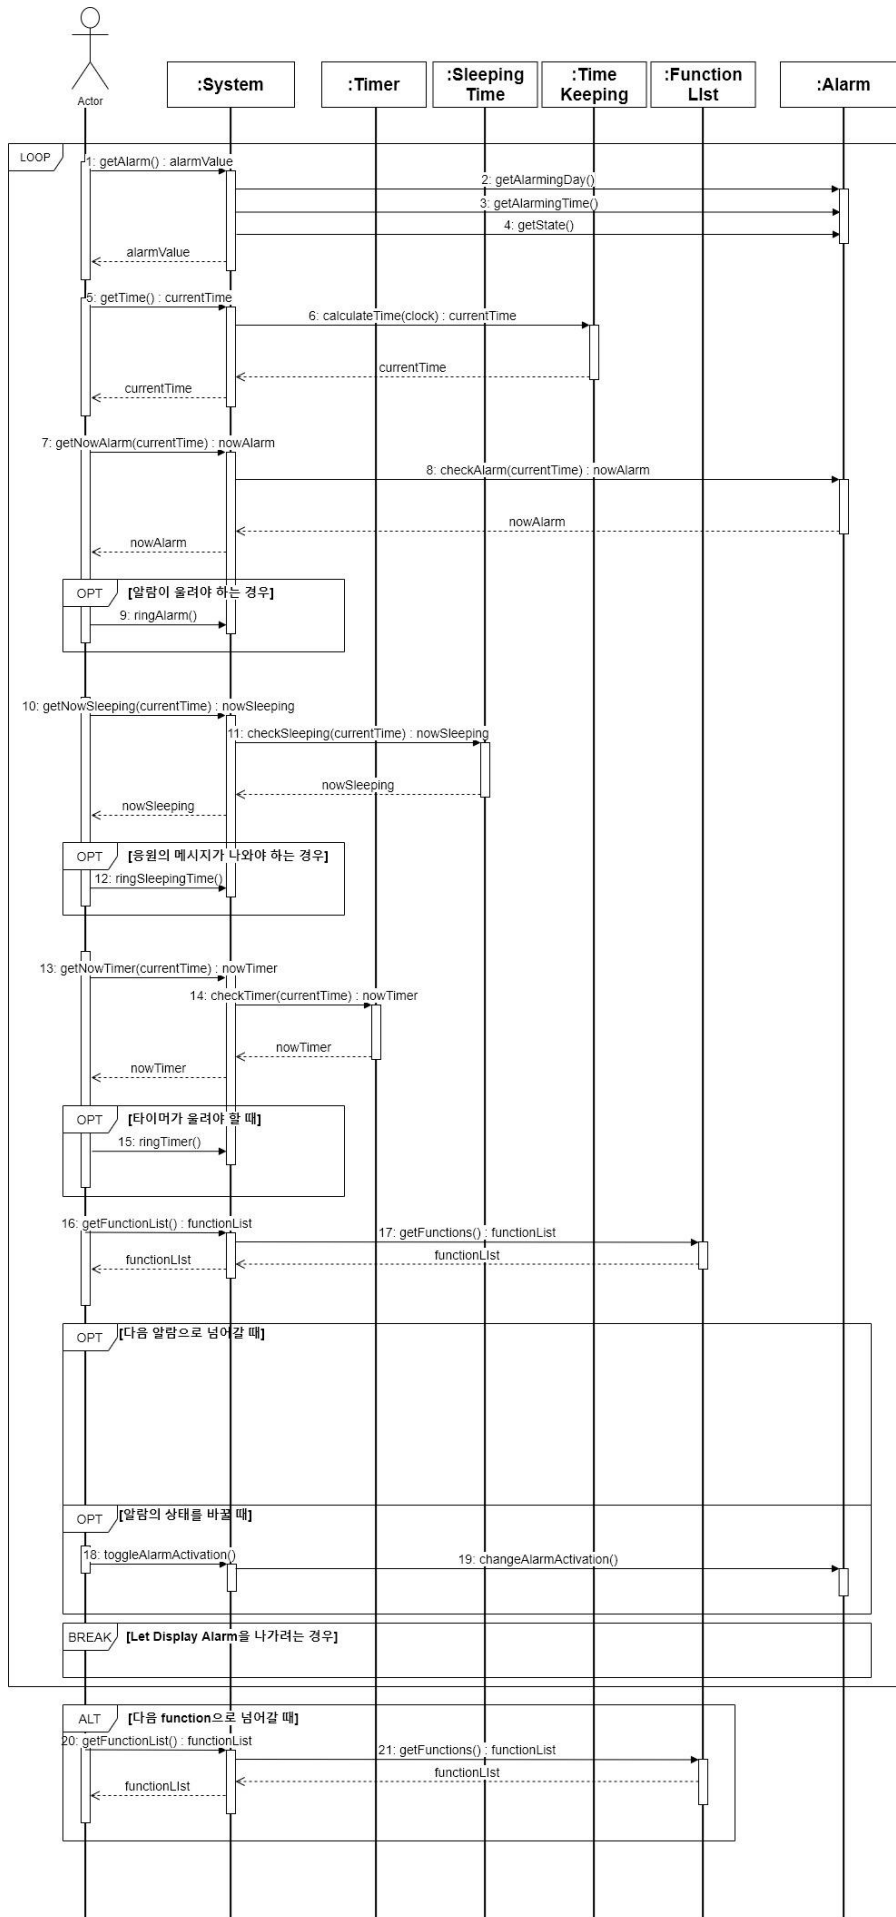 Actor
:System
:Timer
:Sleeping
Time
:Time
Keeping
:Function
LIst
:Alarm
LOOP
1: getAlarm() : alarmValue
2: getAlarmingDay()
3: getAlarmingTime()
4: getState()
alarmValue
5: getTime() : currentTime
6: calculateTime(clock) : currentTime
currentTime
currentTime
7: getNowAlarm(currentTime) : nowAlarm
8: checkAlarm(currentTime) : nowAlarm
nowAlarm
nowAlarm
OPT
[알람이 울려야 하는 경우]
9: ringAlarm()
10: getNowSleeping(currentTime) : nowSleeping
11: checkSleeping(currentTime) : nowSleeping
nowSleeping
nowSleeping
OPT
[응원의 메시지가 나와야 하는 경우]
12: ringSleepingTime()
13: getNowTimer(currentTime) : nowTimer
14: checkTimer(currentTime) : nowTimer
nowTimer
nowTimer
OPT
[타이머가 울려야 할 때]
15: ringTimer()
16: getFunctionList() : functionList
17: getFunctions() : functionList
functionLIst
functionLIst
OPT
[다음 알람으로 넘어갈 때]
OPT
[알람의 상태를 바꿀 때]
18: toggleAlarmActivation()
19: changeAlarmActivation()
BREAK
[Let Display Alarm을 나가려는 경우]
ALT
[다음 function으로 넘어갈 때]
20: getFunctionList() : functionList
21: getFunctions() : functionList
functionLIst
functionLIst